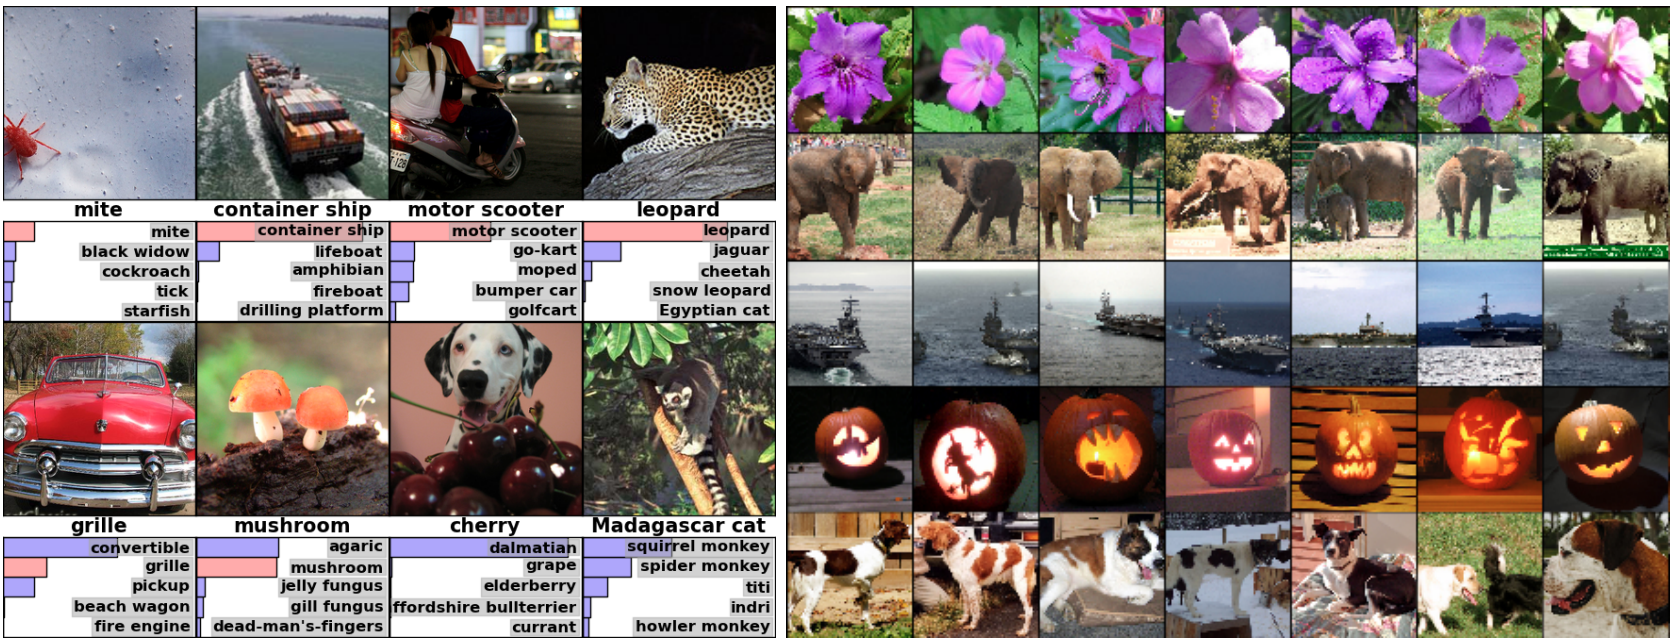 mite
container ship
motor scooter
leopard
mite
black widow
cockroach
tick
starfish
container ship
lifeboat
amphibian
fireboat
drilling platform
motor scooter
go-kart
moped
bumper car
golfcart
leopard
jaguar
cheetah
snow leopard
Egyptian cat
grille
mushroom
cherry
Madagascar cat
convertible
grille
pickup
beach wagon
fire engine
agaric
mushroom
jelly fungus
gill fungus
dead-man's-fingers
dalmatian
grape
elderberry
ffordshire bullterrier
currant
squirrel monkey
spider monkey
titi
indri
howler monkey